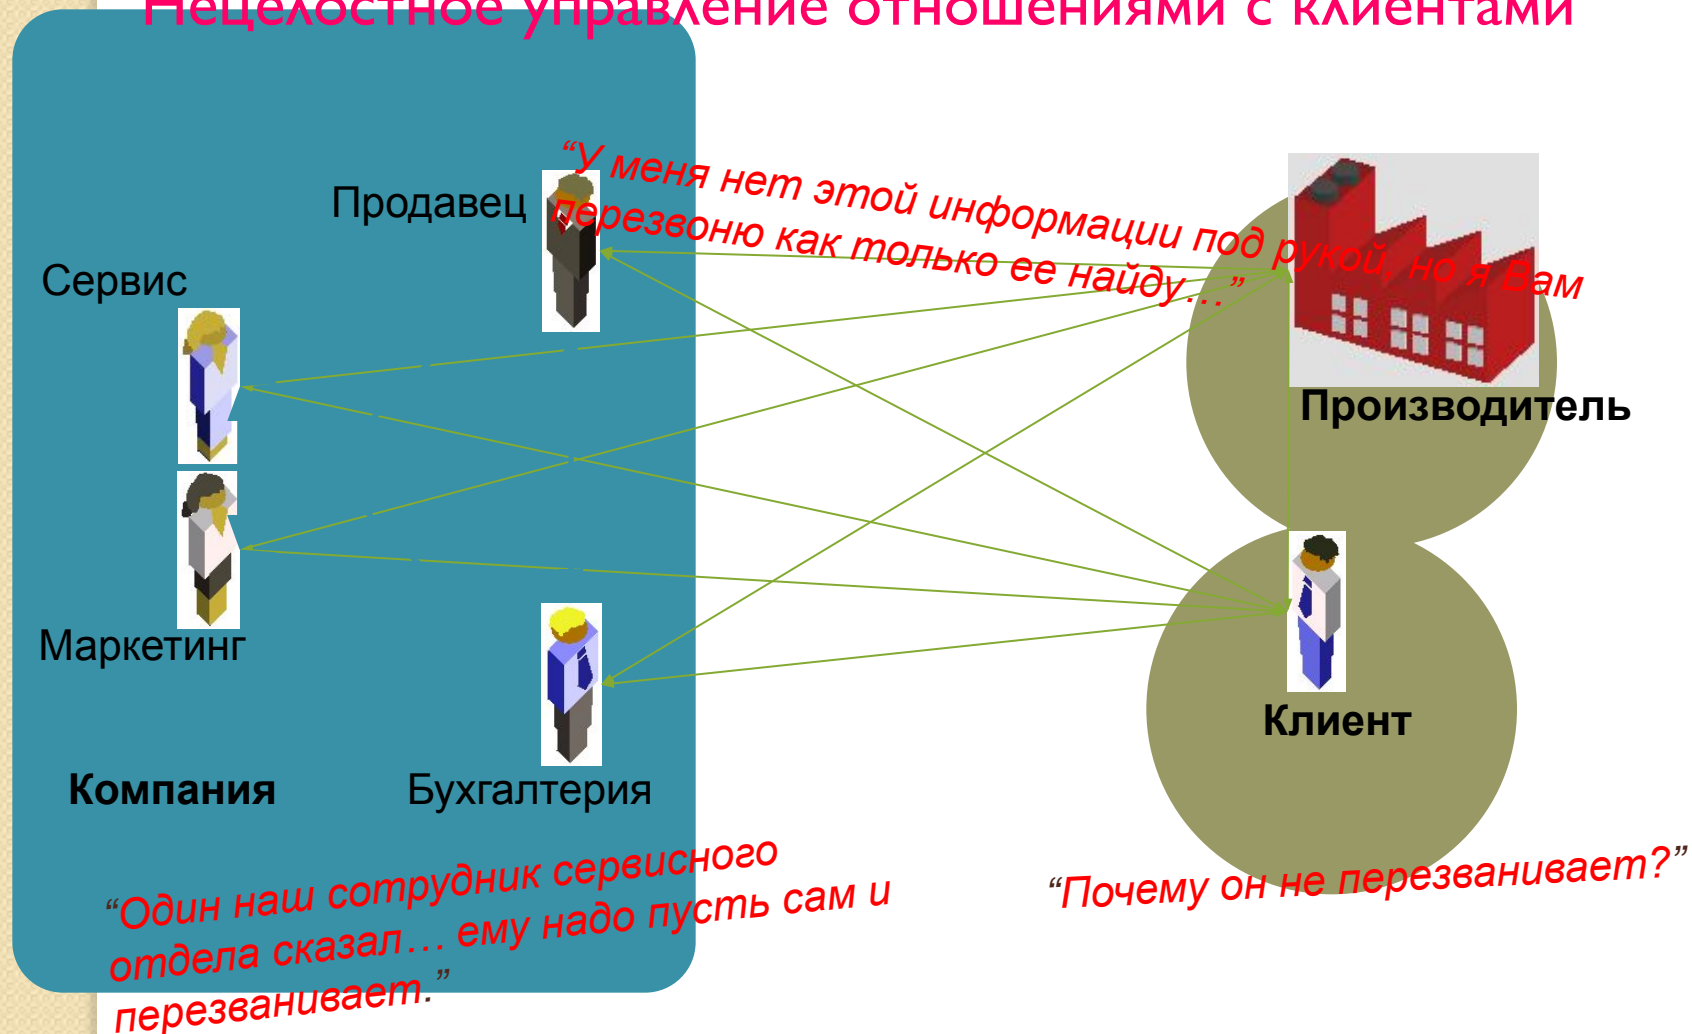 Нецелостное управление отношениями с клиентами
“У меня нет этой информации под рукой, но я Вам
перезвоню как только ее найду…”
Продавец
Сервис
Производитель
Маркетинг
Клиент
Компания
Бухгалтерия
“Один наш сотрудник сервисного
отдела сказал… ему надо пусть сам и
перезванивает.”
“Почему он не перезванивает?”